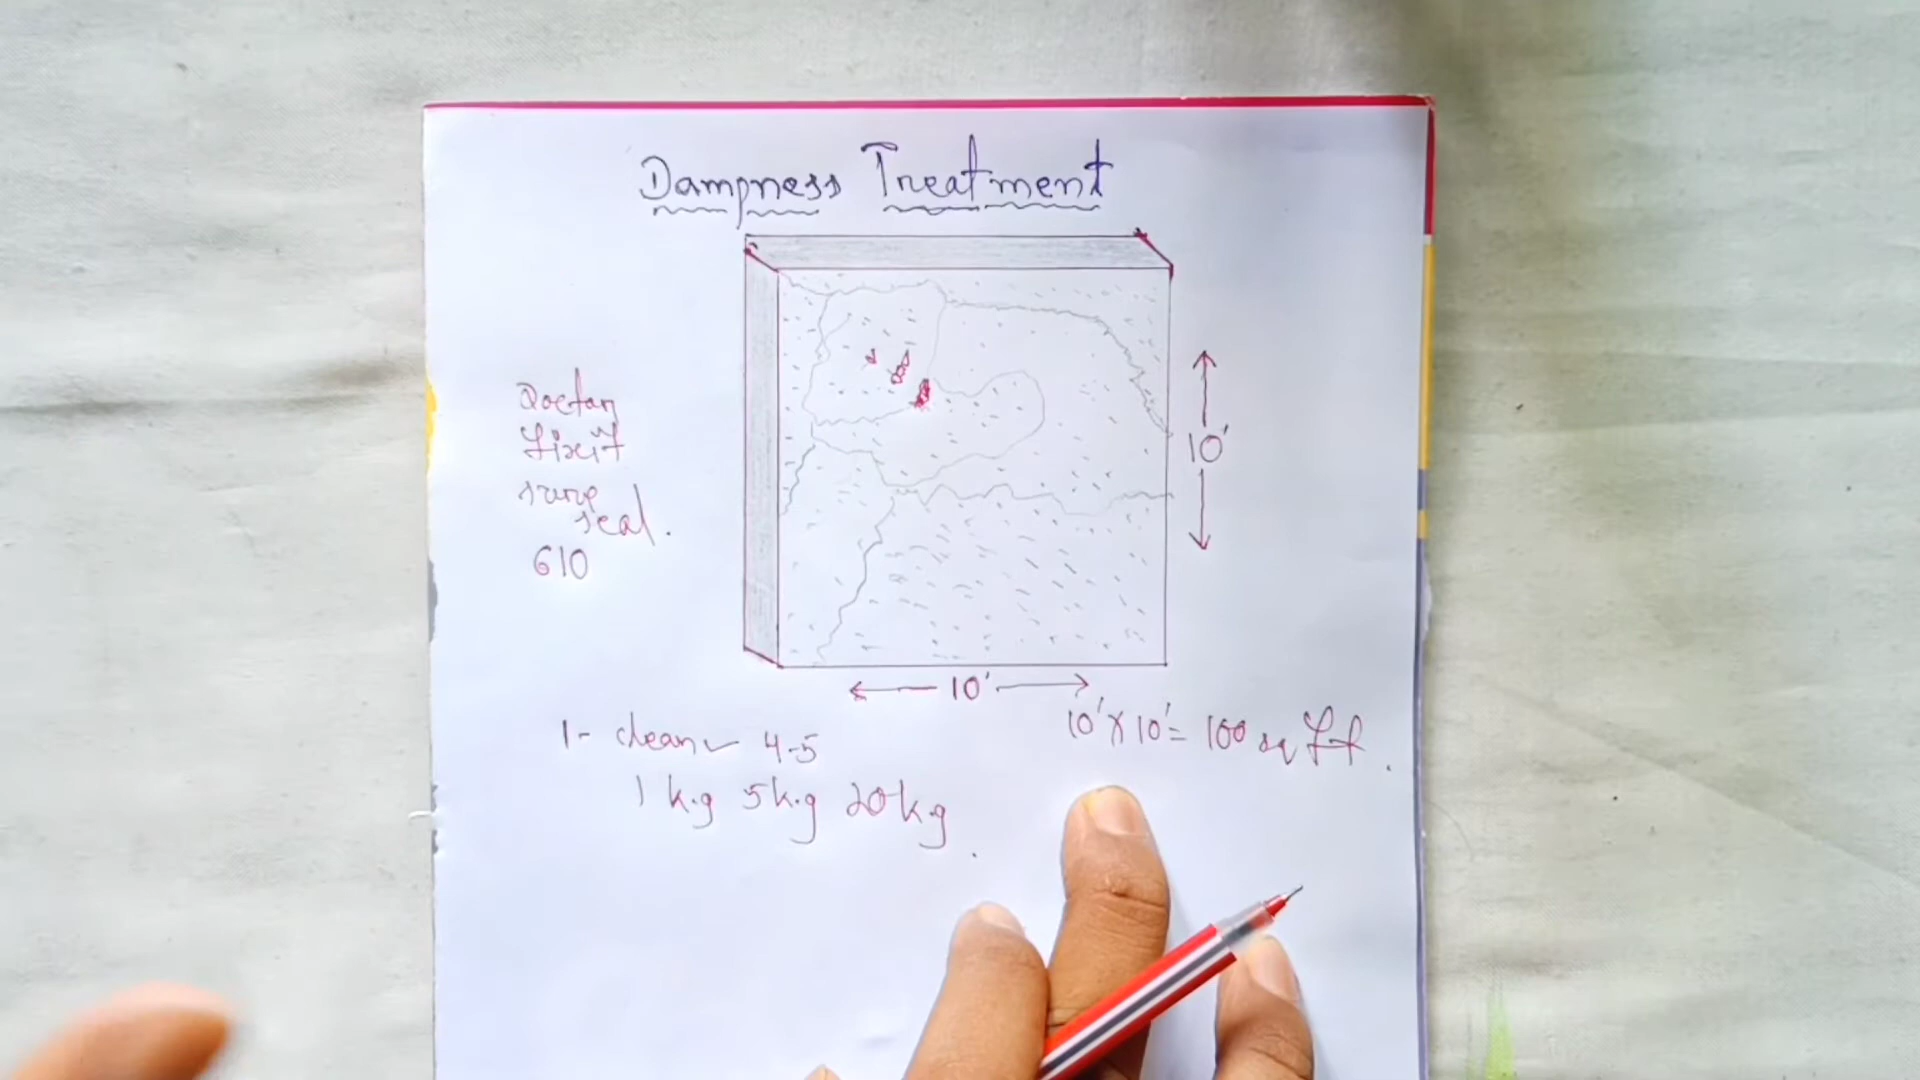 Dampness Treatment
Doctor
Fixit
seal.
610
10'
10'
10' x 10' = 100 sq ft.
1- clean 4-5
1 kg 5kg 20kg